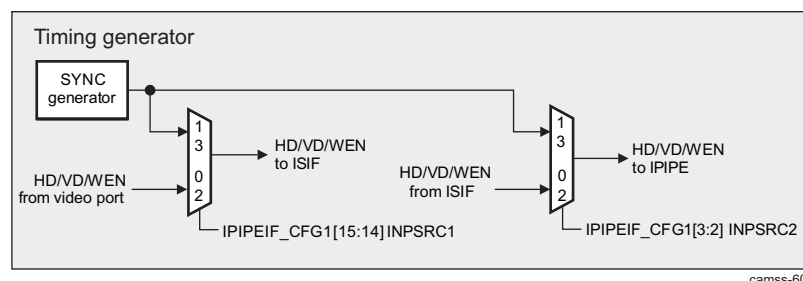 Timing generator
SYNC
generator
1
3
0
2
HD/VD/WEN
to ISIF
HD/VD/WEN
from video port
IPIPEIF_CFG1[15:14] INPSRC1
1
3
0
2
HD/VD/WEN
to IPIPE
HD/VD/WEN
from ISIF
IPIPEIF_CFG1[3:2] INPSRC2